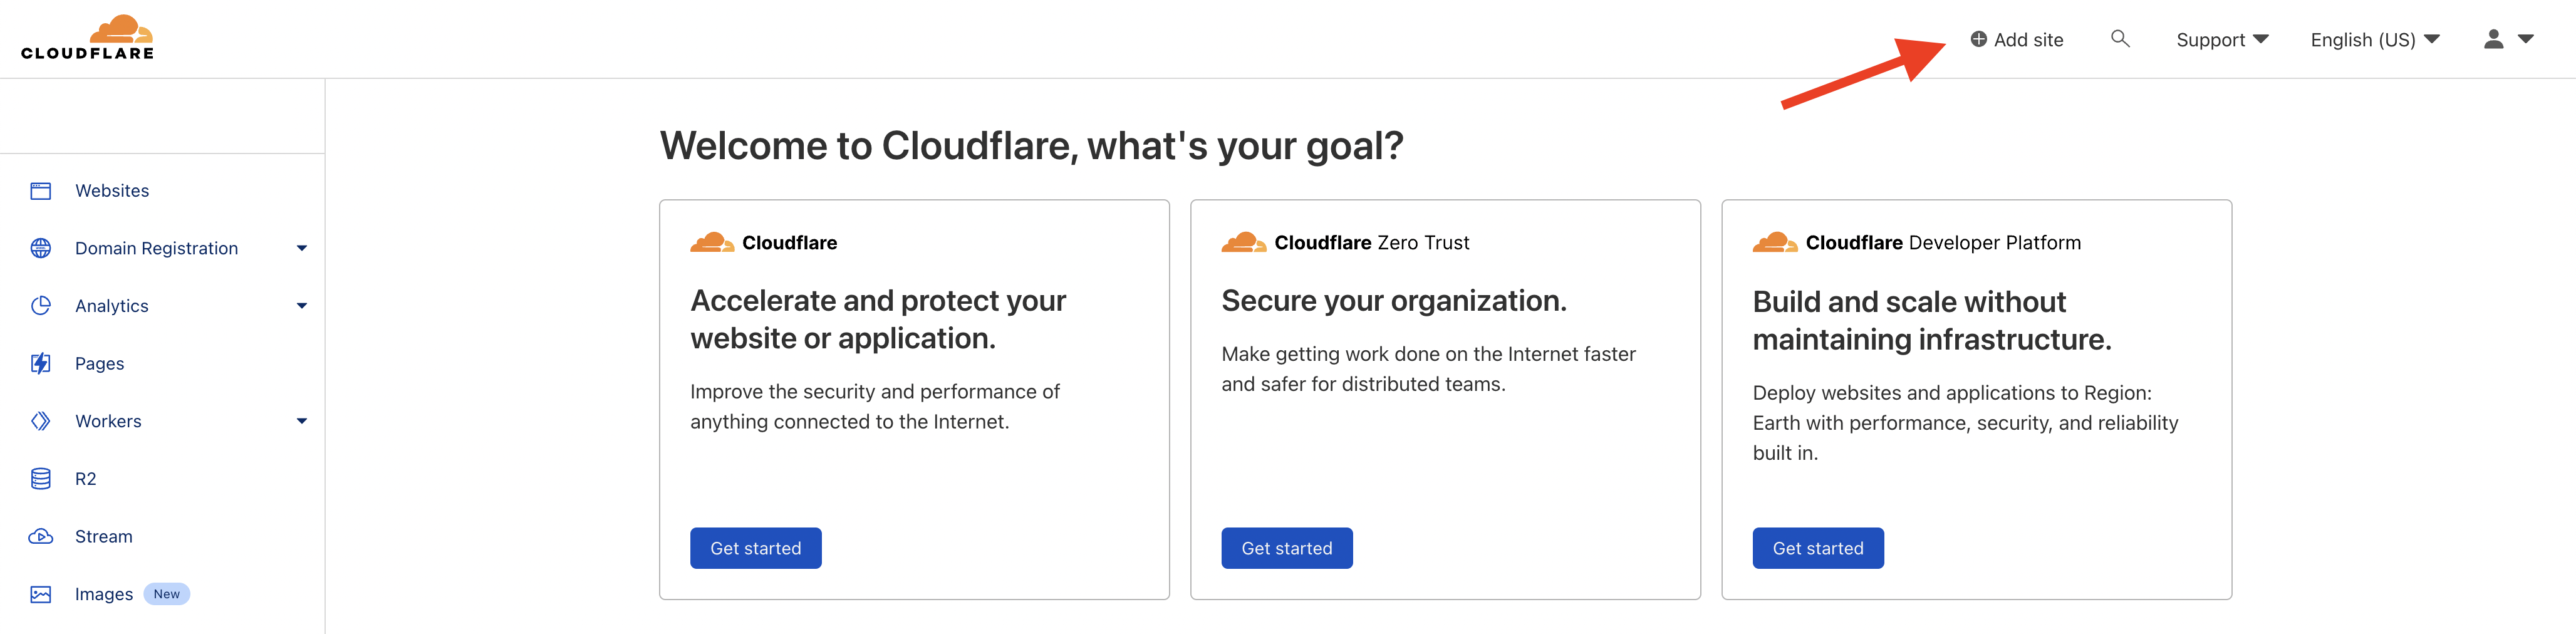 CLOUDFLARE
Add site
Support
English (US)
Websites
Domain Registration
Analytics
Pages
Workers
R2
Stream
Images New
Welcome to Cloudflare, what's your goal?
Cloudflare
Accelerate and protect your
website or application.
Improve the security and performance of
anything connected to the Internet.
Get started
Cloudflare Zero Trust
Secure your organization.
Make getting work done on the Internet faster
and safer for distributed teams.
Get started
Cloudflare Developer Platform
Build and scale without
maintaining infrastructure.
Deploy websites and applications to Region:
Earth with performance, security, and reliability
built in.
Get started